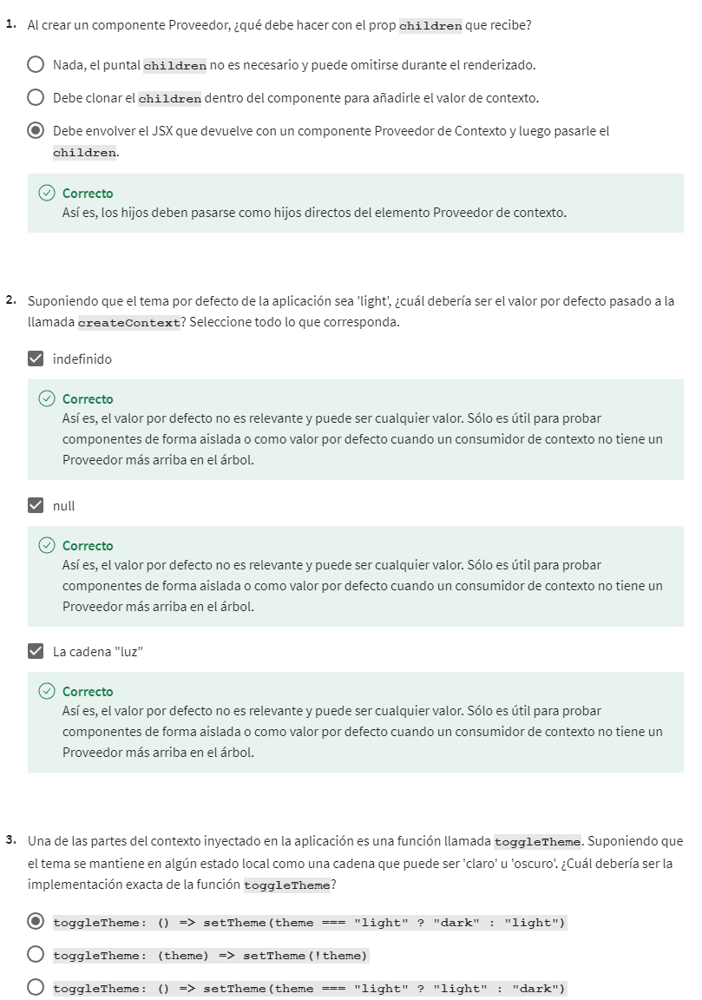 1. Al crear un componente Proveedor, ¿qué debe hacer con el prop children que recibe?
Nada, el puntal children no es necesario y puede omitirse durante el renderizado.
Debe clonar el children dentro del componente para añadirle el valor de contexto.
Debe envolver el JSX que devuelve con un componente Proveedor de Contexto y luego pasarle el
children.
Correcto
Así es, los hijos deben pasarse como hijos directos del elemento Proveedor de contexto.
2. Suponiendo que el tema por defecto de la aplicación sea 'light', ¿cuál debería ser el valor por defecto pasado a la
llamada createContext? Seleccione todo lo que corresponda.
indefinido
Correcto
Así es, el valor por defecto no es relevante y puede ser cualquier valor. Sólo es útil para probar
componentes de forma aislada o como valor por defecto cuando un consumidor de contexto no tiene un
Proveedor más arriba en el árbol.
null
Correcto
Así es, el valor por defecto no es relevante y puede ser cualquier valor. Sólo es útil para probar
componentes de forma aislada o como valor por defecto cuando un consumidor de contexto no tiene un
Proveedor más arriba en el árbol.
La cadena "luz"
Correcto
Así es, el valor por defecto no es relevante y puede ser cualquier valor. Sólo es útil para probar
componentes de forma aislada o como valor por defecto cuando un consumidor de contexto no tiene un
Proveedor más arriba en el árbol.
3. Una de las partes del contexto inyectado en la aplicación es una función llamada toggleTheme. Suponiendo que
el tema se mantiene en algún estado local como una cadena que puede ser 'claro' u 'oscuro'. ¿Cuál debería ser la
implementación exacta de la función toggleTheme?
toggleTheme: () => setTheme(theme === "light" ? "dark" : "light")
toggleTheme: (theme) => setTheme(!theme)
toggleTheme: () => setTheme(theme === "light" ? "light" : "dark")